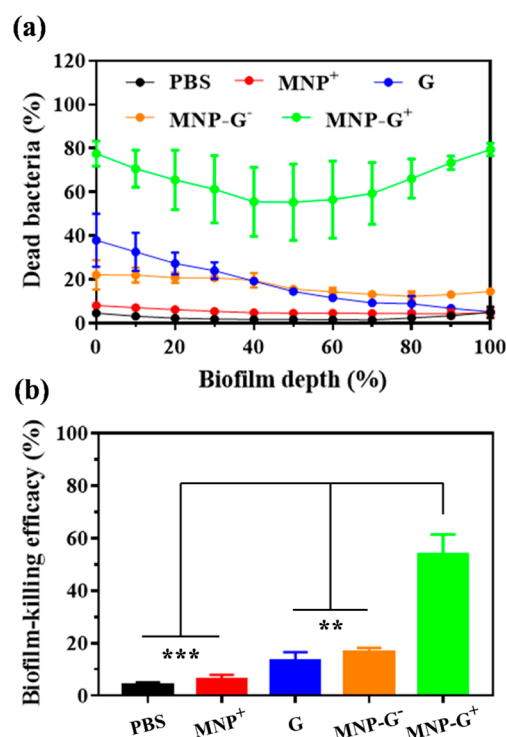 (a)
Dead bacteria (%)
120
100
80
60
40
20
0
PBS MNP⁺ G
MNP-G⁻ MNP-G⁺
0 20 40 60 80 100
Biofilm depth (%)
(b)
Biofilm-killing efficacy (%)
100
80
60
40
20
0
***
**
PBS MNP⁺ G MNP-G⁻ MNP-G⁺